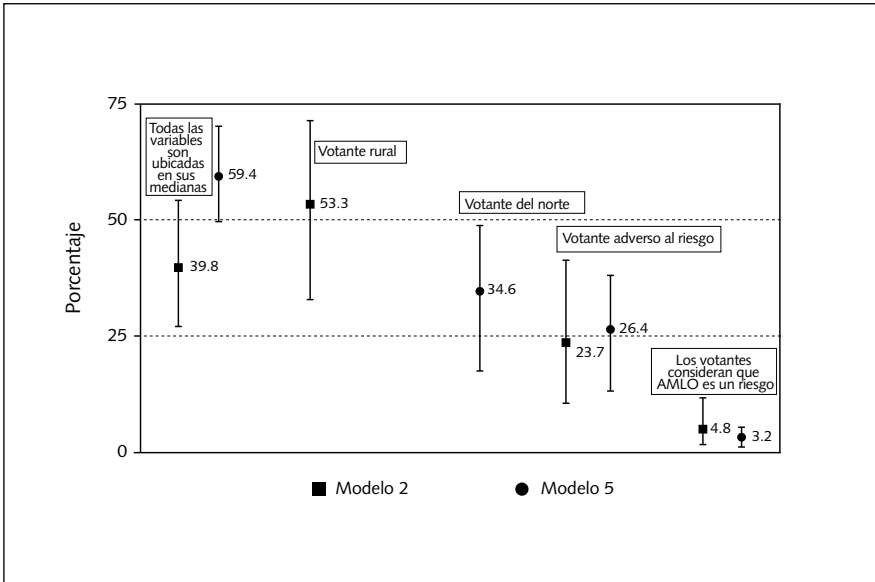 Porcentaje
75
50
25
0
Todas las
variables
son
ubicadas
en sus
medianas
39.8
59.4
Votante rural
53.3
Votante del norte
34.6
Votante adverso al riesgo
23.7
26.4
Los votantes
consideran que
AMLO es un riesgo
4.8
3.2
Modelo 2
Modelo 5